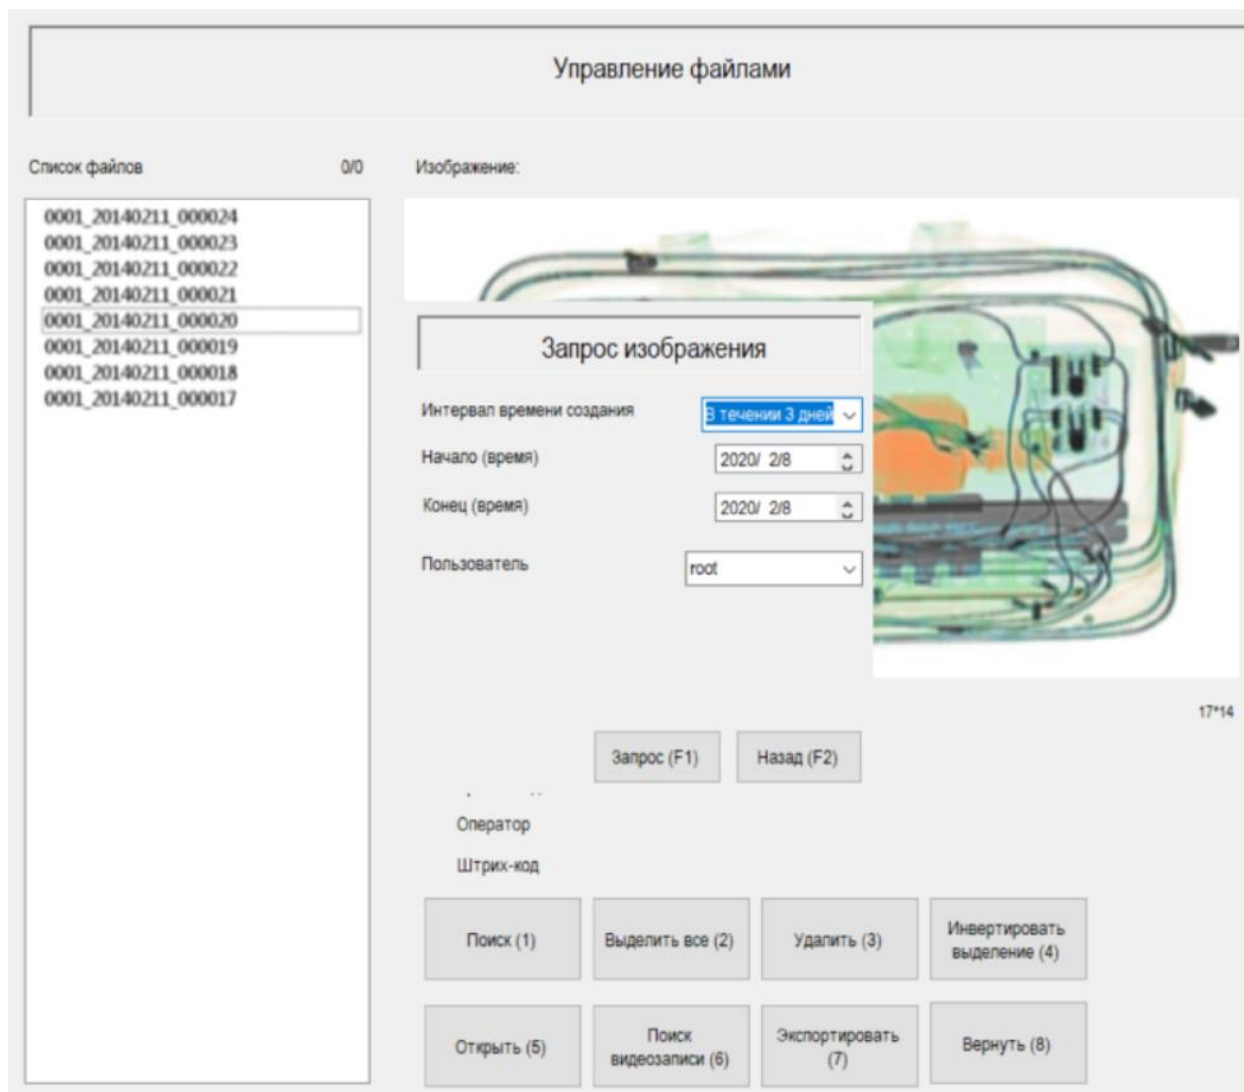 Управление файлами
Список файлов 0/0
Изображение:
0001_20140211_000024
0001_20140211_000023
0001_20140211_000022
0001_20140211_000021
0001_20140211_000020
0001_20140211_000019
0001_20140211_000018
0001_20140211_000017
Запрос изображения
Интервал времени создания В течении 3 дней
Начало (время) 2020/ 2/8
Конец (время) 2020/ 2/8
Пользователь root
17*14
Запрос (F1) Назад (F2)
Оператор
Штрих-код
Поиск (1)
Выделить все (2)
Удалить (3)
Инвертировать
выделение (4)
Открыть (5)
Поиск
видеозаписи (6)
Экспортировать
(7)
Вернуть (8)